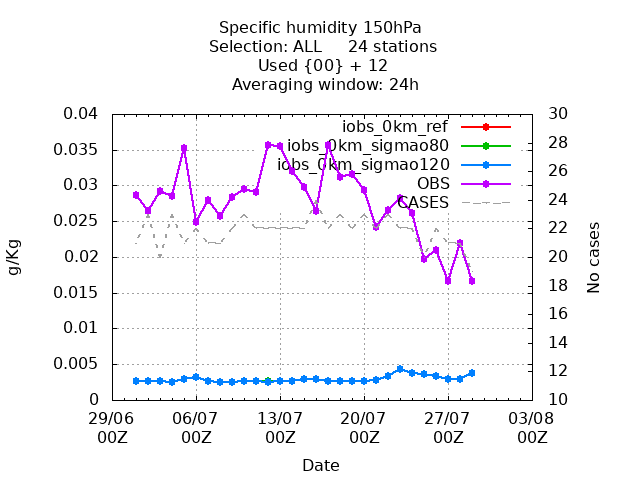 Specific humidity 150hPa
Selection: ALL     24 stations
Used {00} + 12
Averaging window: 24h
iobs_0km_ref
iobs_0km_sigmao80
iobs_0km_sigmao120
OBS
CASES
g/Kg
0.04
0.035
0.03
0.025
0.02
0.015
0.01
0.005
0
30
28
26
24
22
20
18
16
14
12
10
No cases
29/06 06/07 13/07 20/07 27/07 03/08
00Z 00Z 00Z 00Z 00Z 00Z
Date